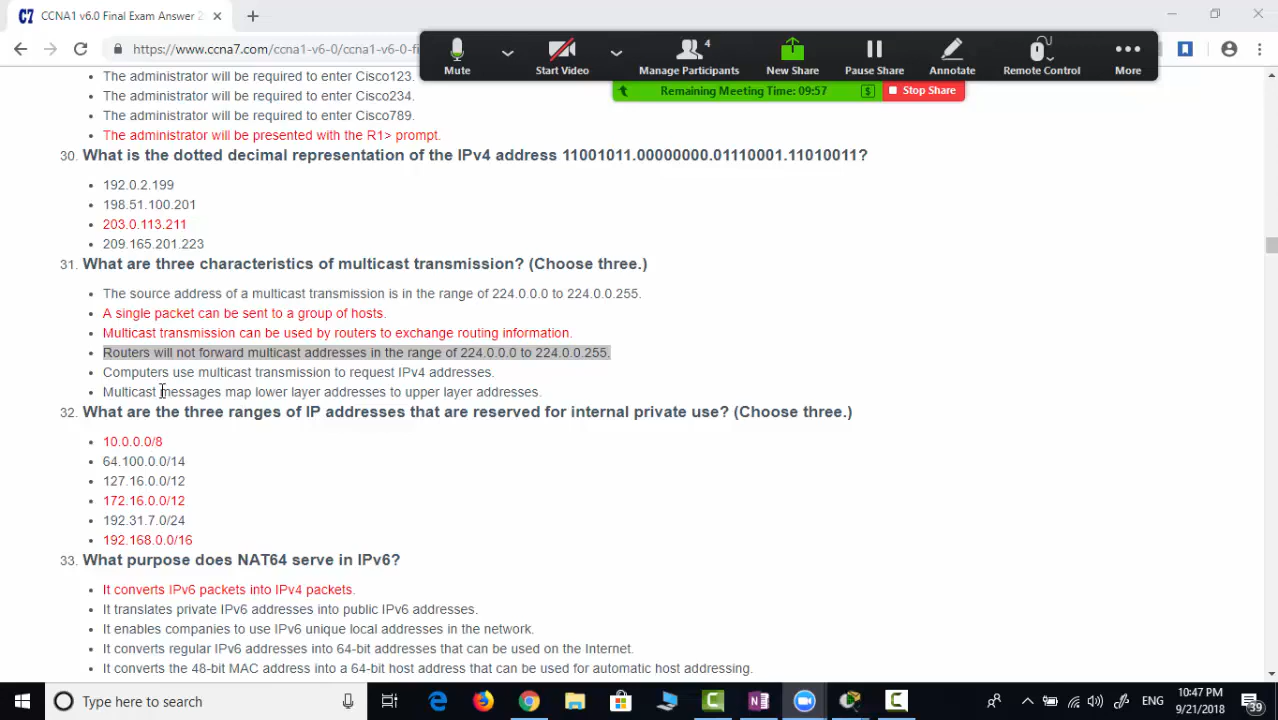 CCNA1 v6.0 Final Exam Answer 2
https://www.ccna7.com/ccna1-v6-0/ccna1-v6-0-fi
Mute
Start Video
4
Manage Participants
New Share
Pause Share
Annotate
Remote Control
More
Remaining Meeting Time: 09:57
$
Stop Share
The administrator will be required to enter Cisco123.
The administrator will be required to enter Cisco234.
The administrator will be required to enter Cisco789.
The administrator will be presented with the R1> prompt.
30. What is the dotted decimal representation of the IPv4 address 11001011.00000000.01110001.11010011?
192.0.2.199
198.51.100.201
203.0.113.211
209.165.201.223
31. What are three characteristics of multicast transmission? (Choose three.)
The source address of a multicast transmission is in the range of 224.0.0.0 to 224.0.0.255.
A single packet can be sent to a group of hosts.
Multicast transmission can be used by routers to exchange routing information.
Routers will not forward multicast addresses in the range of 224.0.0.0 to 224.0.0.255.
Computers use multicast transmission to request IPv4 addresses.
Multicast messages map lower layer addresses to upper layer addresses.
32. What are the three ranges of IP addresses that are reserved for internal private use? (Choose three.)
10.0.0.0/8
64.100.0.0/14
127.16.0.0/12
172.16.0.0/12
192.31.7.0/24
192.168.0.0/16
33. What purpose does NAT64 serve in IPv6?
It converts IPv6 packets into IPv4 packets.
It translates private IPv6 addresses into public IPv6 addresses.
It enables companies to use IPv6 unique local addresses in the network.
It converts regular IPv6 addresses into 64-bit addresses that can be used on the Internet.
It converts the 48-bit MAC address into a 64-bit host address that can be used for automatic host addressing.
Type here to search
ENG
10:47 PM
9/21/2018
39